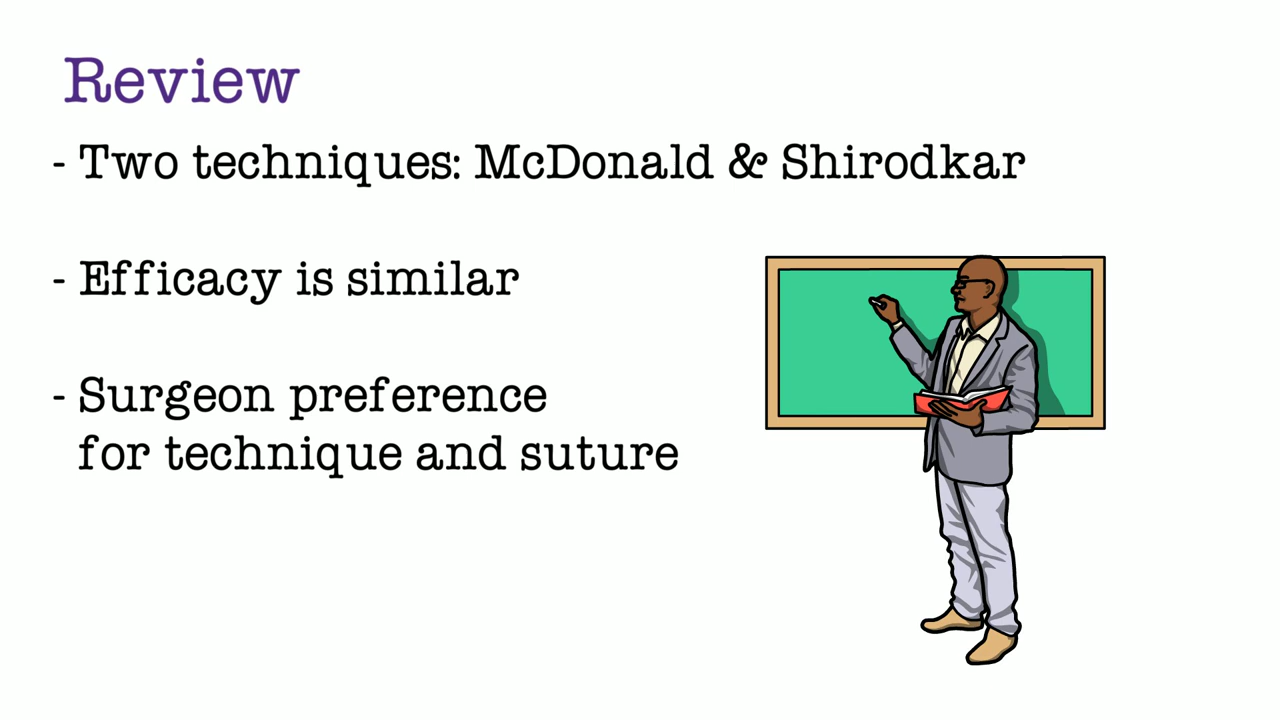 Review
- Two techniques: McDonald & Shirodkar
- Efficacy is similar
- Surgeon preference
for technique and suture